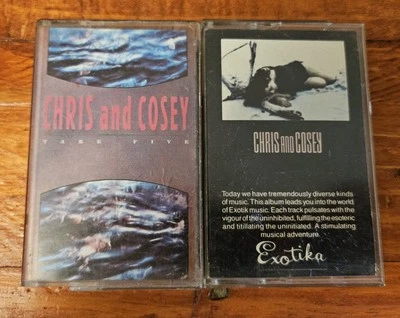 CHRIS and COSEY
TAKE FIVE
CHRIS AND COSEY
Today we have tremendously diverse kinds
of music. This album leads you into the world
of Exotik music. Each track pulsates with the
vigour of the uninhibited, fulfilling the esoteric
and titillating the uninitiated. A stimulating
musical adventure.
Exotika